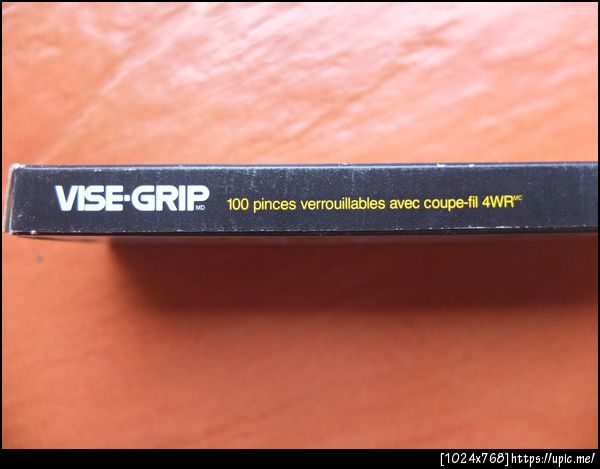 VISE-GRIP MD 100 pinces verrouillables avec coupe-fil 4WR MC
[1024x768]https://upic.me/